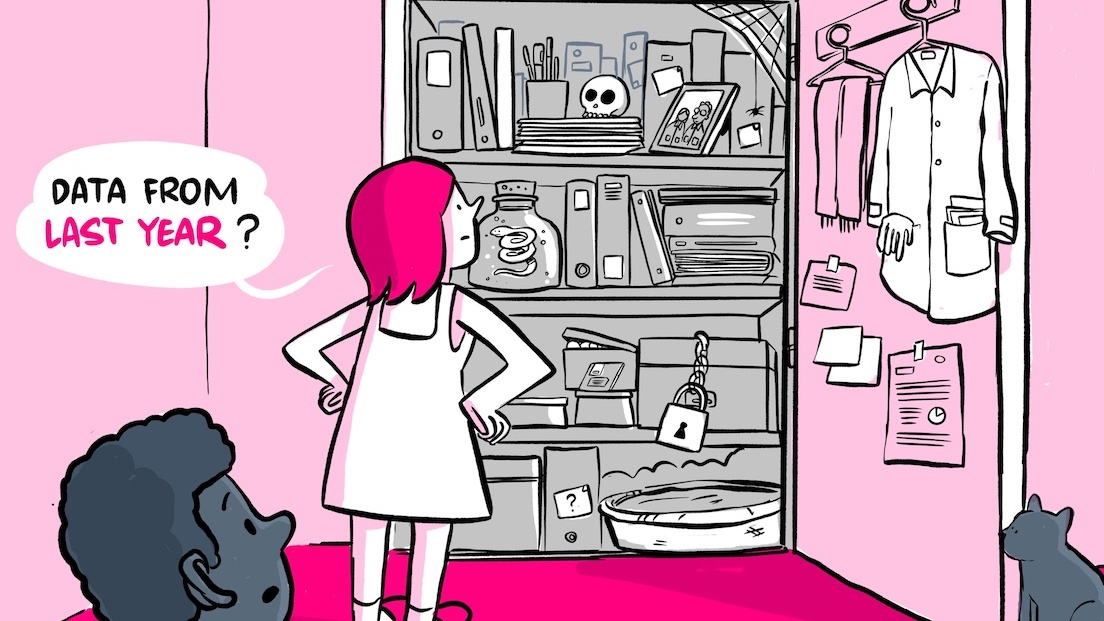 DATA FROM
LAST YEAR ?
?